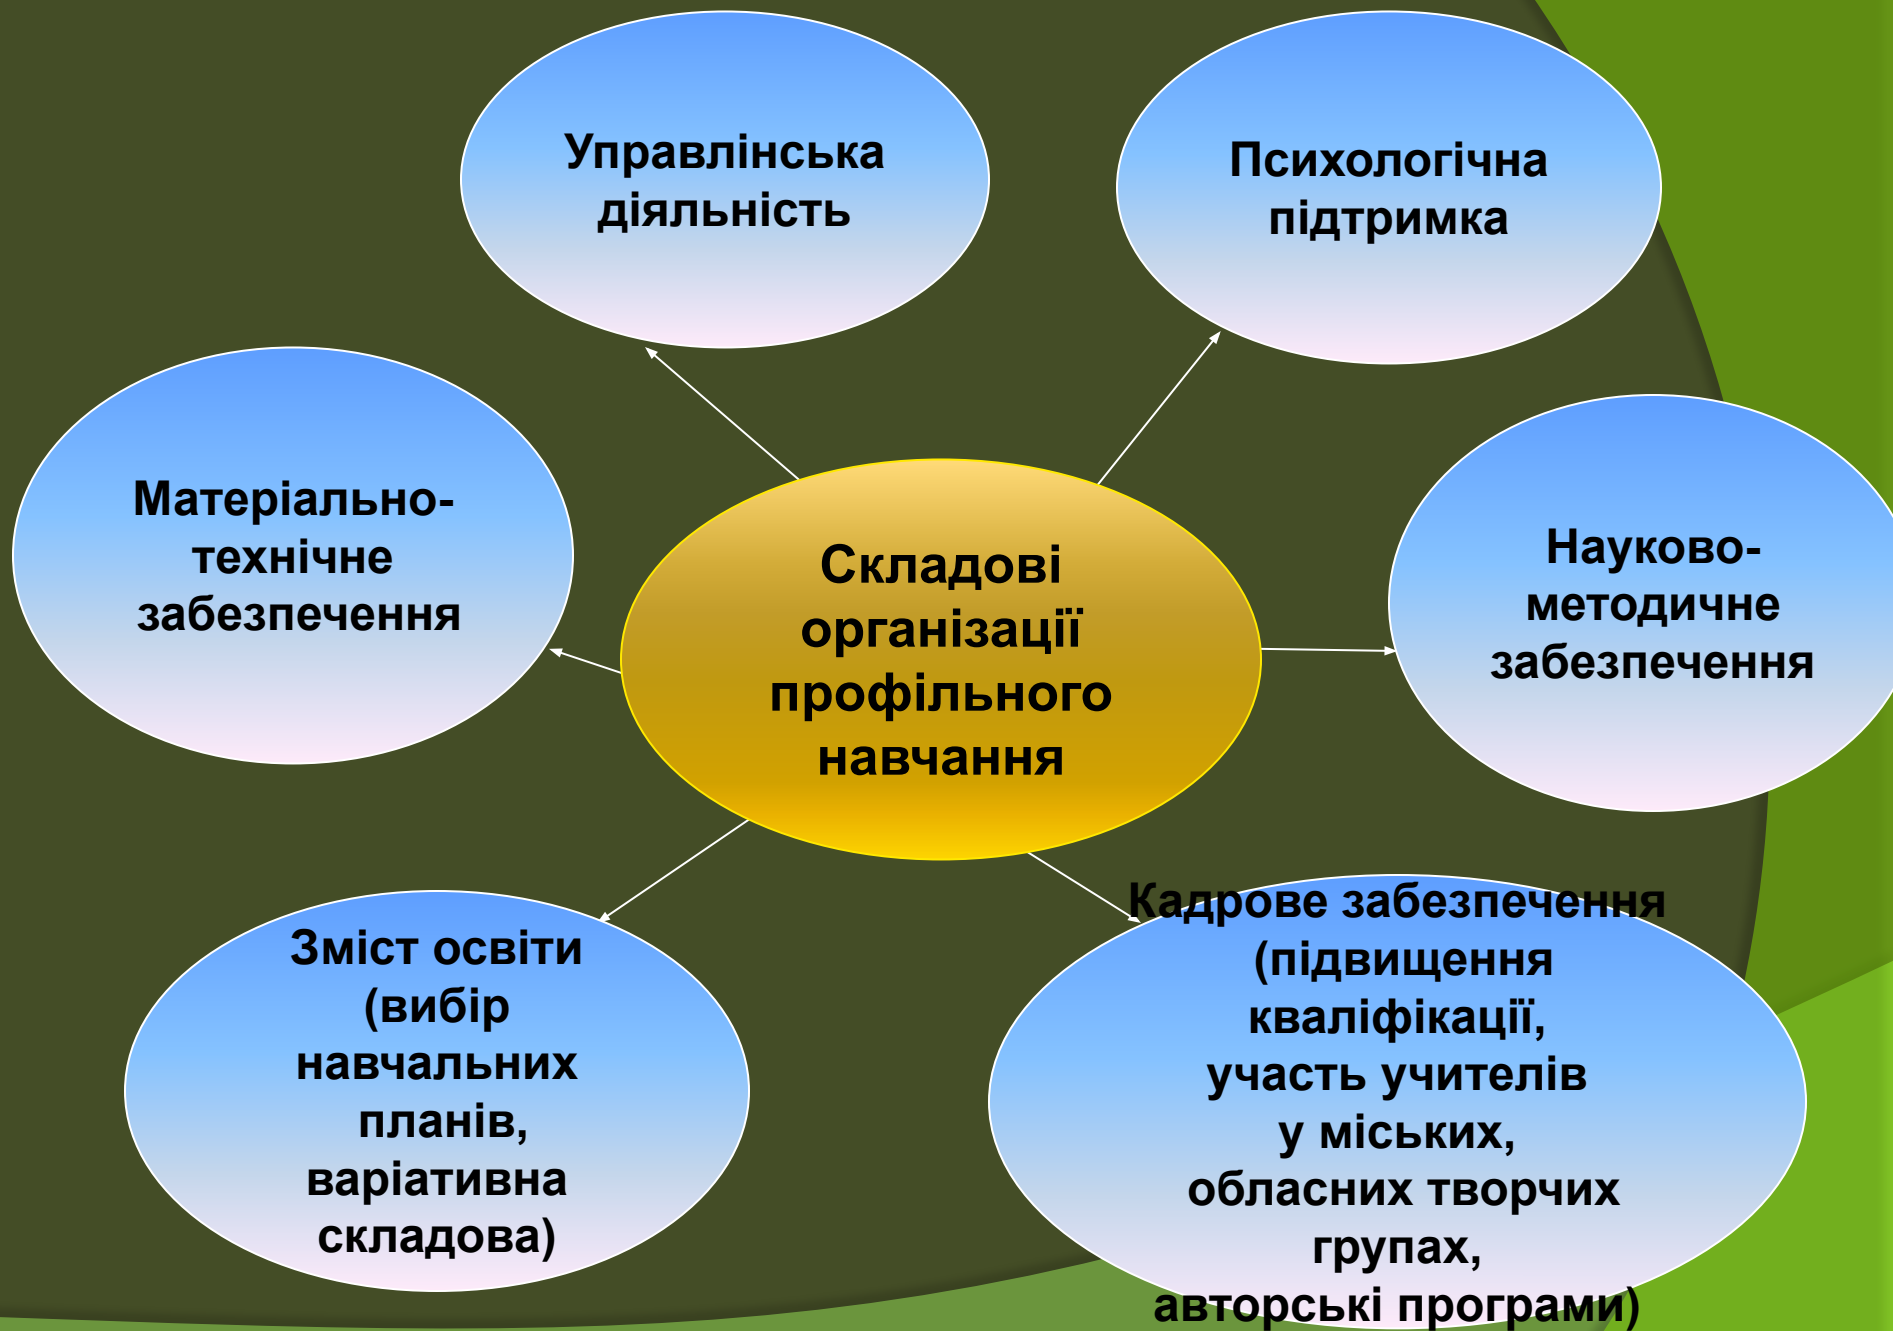 Управлінська
діяльність
Психологічна
підтримка
Матеріально-
технічне
забезпечення
Складові
організації
профільного
навчання
Науково-
методичне
забезпечення
Зміст освіти
(вибір
навчальних
планів,
варіативна
складова)
Кадрове забезпечення
(підвищення
кваліфікації,
участь учителів
у міських,
обласних творчих
групах,
авторські програми)